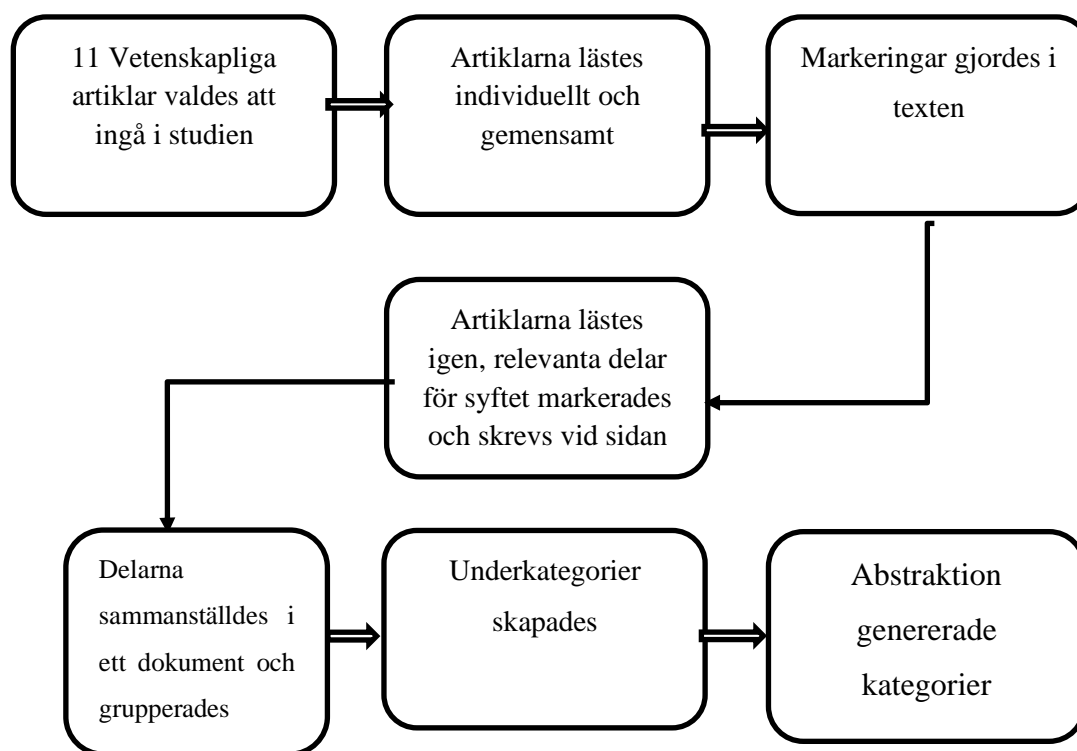 11 Vetenskapliga
artiklar valdes att
ingå i studien
Artiklarna lästes
individuellt och
gemensamt
Markeringar gjordes i
texten
Artiklarna lästes
igen, relevanta delar
för syftet markerades
och skrevs vid sidan
Delarna
sammanställdes i
ett dokument och
grupperades
Underkategorier
skapades
Abstraktion
genererade
kategorier